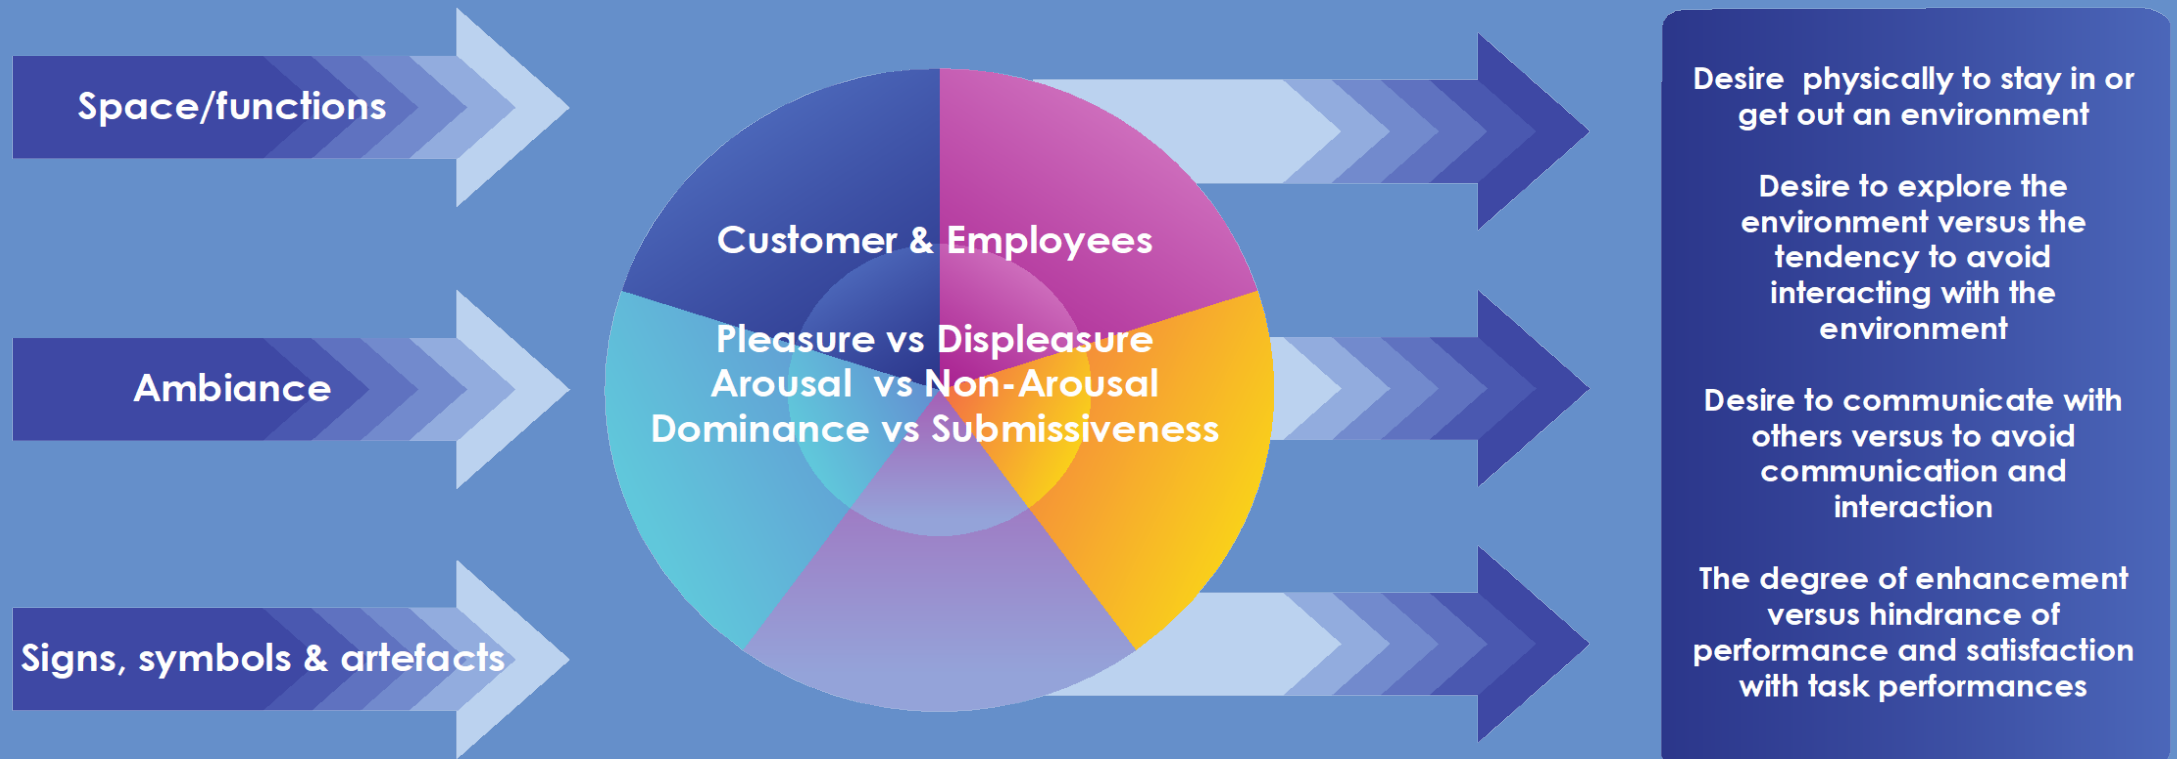 Space/functions
Ambiance
Signs, symbols & artefacts
Customer & Employees
Pleasure vs Displeasure
Arousal  vs Non-Arousal
Dominance vs Submissiveness
Desire  physically to stay in or
get out an environment
Desire to explore the
environment versus the
tendency to avoid
interacting with the
environment
Desire to communicate with
others versus to avoid
communication and
interaction
The degree of enhancement
versus hindrance of
performance and satisfaction
with task performances